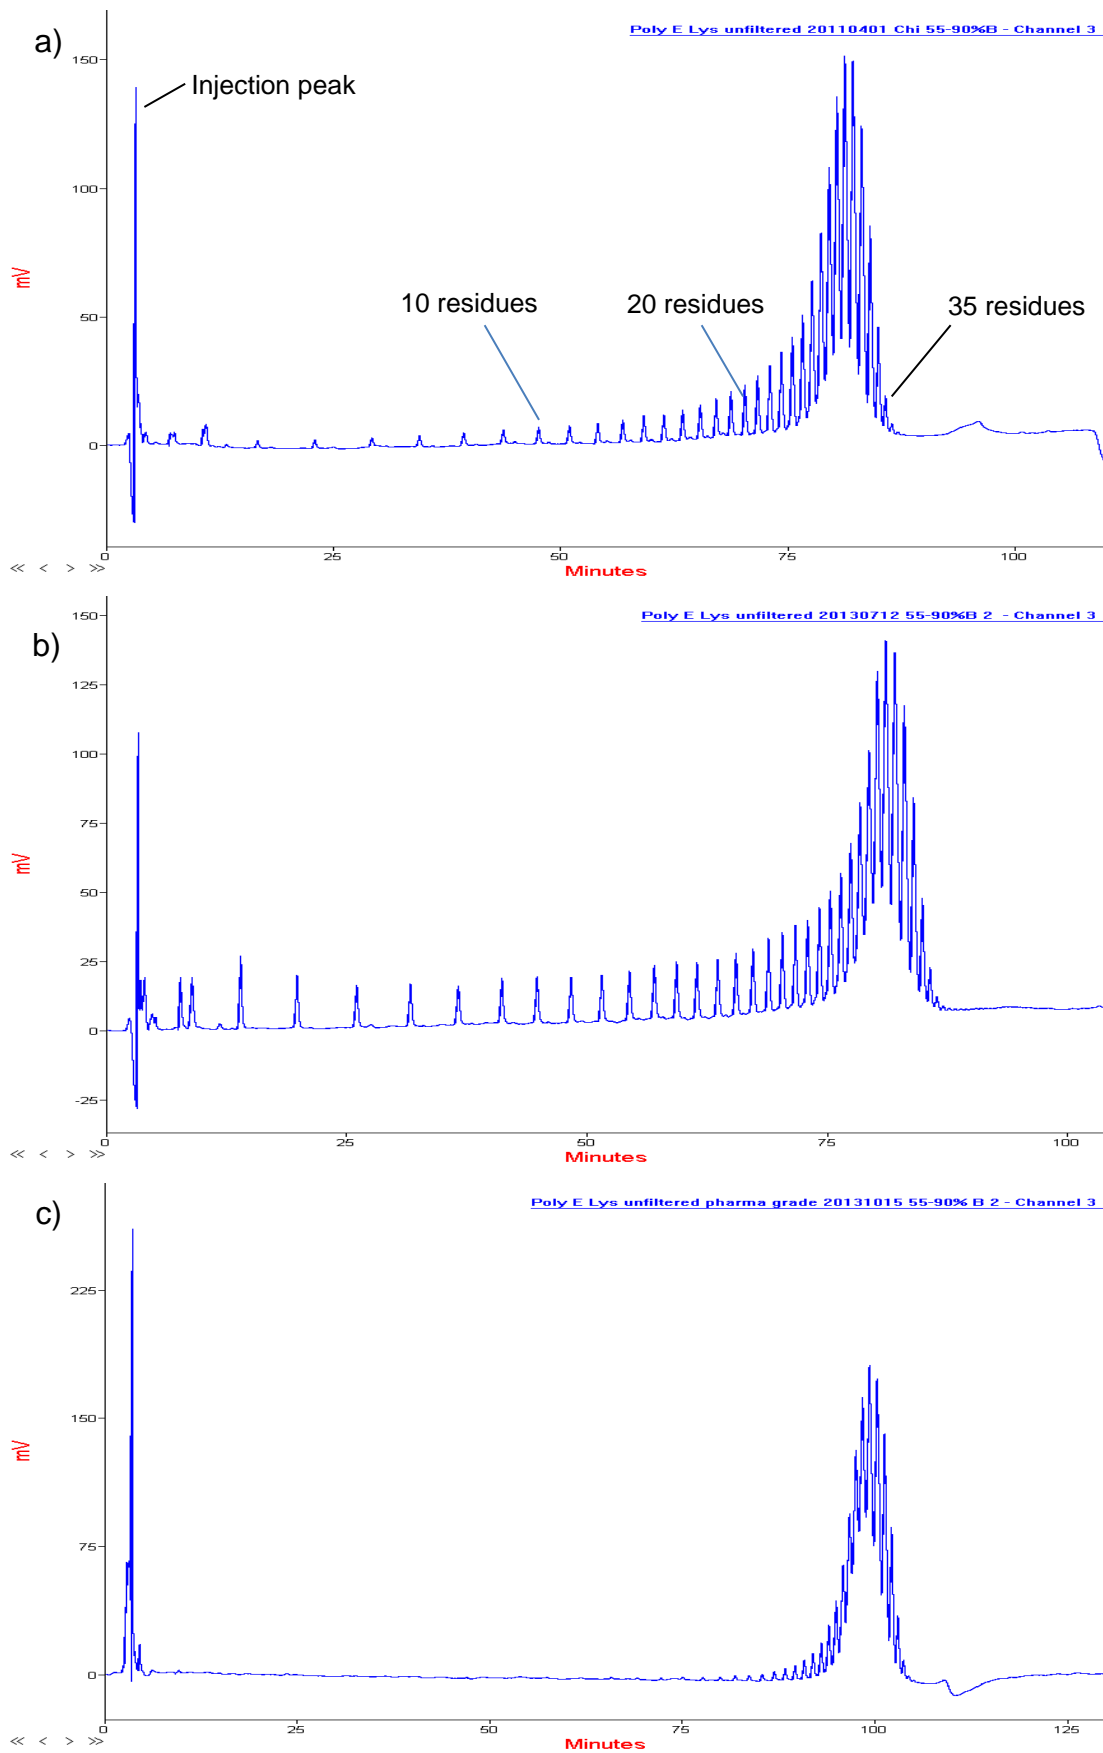 a)
Poly E Lys unfiltered 20110401 Chi 55-90%B - Channel 3
150
100
50
0
mV
Injection peak
10 residues
20 residues
35 residues
0 25 50 75 100
<< < > >>
Minutes
b)
Poly E Lys unfiltered 20130712 55-90%B 2 - Channel 3
150
125
100
75
50
25
0
-25
mV
0 25 50 75 100
<< < > >>
Minutes
c)
Poly E Lys unfiltered pharma grade 20131015 55-90% B 2 - Channel 3
225
150
75
0
mV
0 25 50 75 100 125
<< < > >>
Minutes